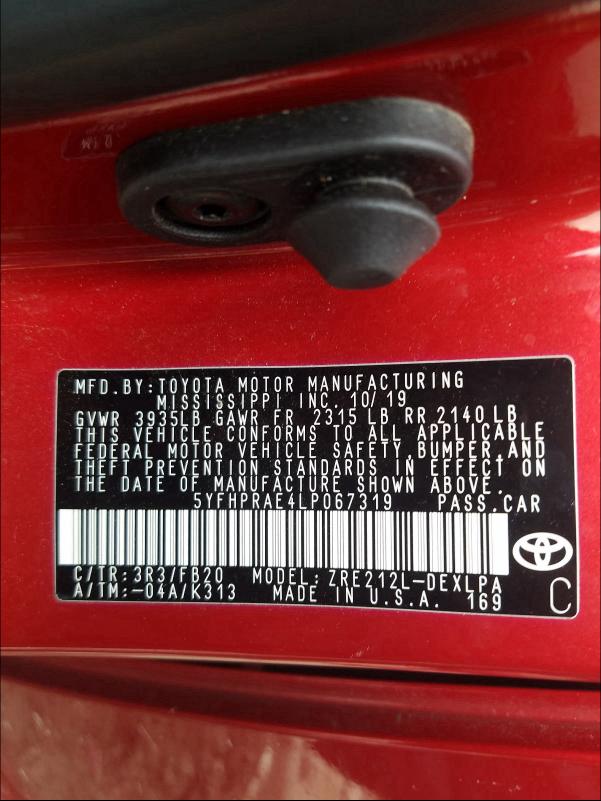 MFD. BY: TOYOTA MOTOR MANUFACTURING
MISSISSIPPI INC. 10/19
GVWR 3935LB GAWR FR 2315 LB RR 2140 LB
THIS VEHICLE CONFORMS TO ALL APPLICABLE
FEDERAL MOTOR VEHICLE SAFETY, BUMPER, AND
THEFT PREVENTION STANDARDS IN EFFECT ON
THE DATE OF MANUFACTURE SHOWN ABOVE.
5YFHPRAE4LP067319 PASS. CAR
C/TR: 3R3/FB20 MODEL: ZRE212L-DEXLPA
A/TM: -04A/K313 MADE IN U.S.A. 169
C